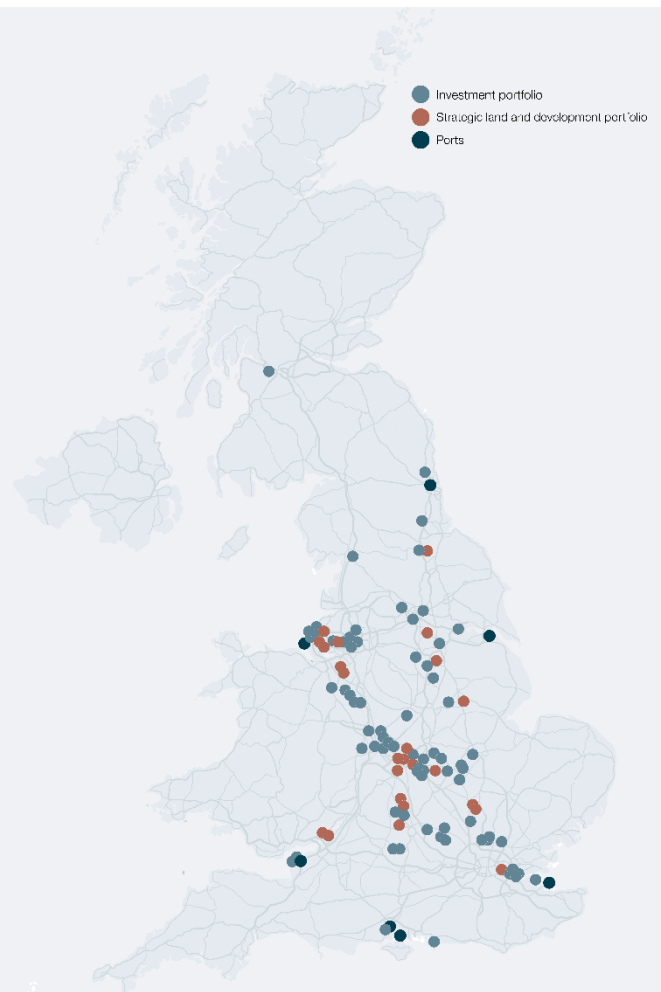 Investment portfolio
Strategic land and development portfolio
Ports